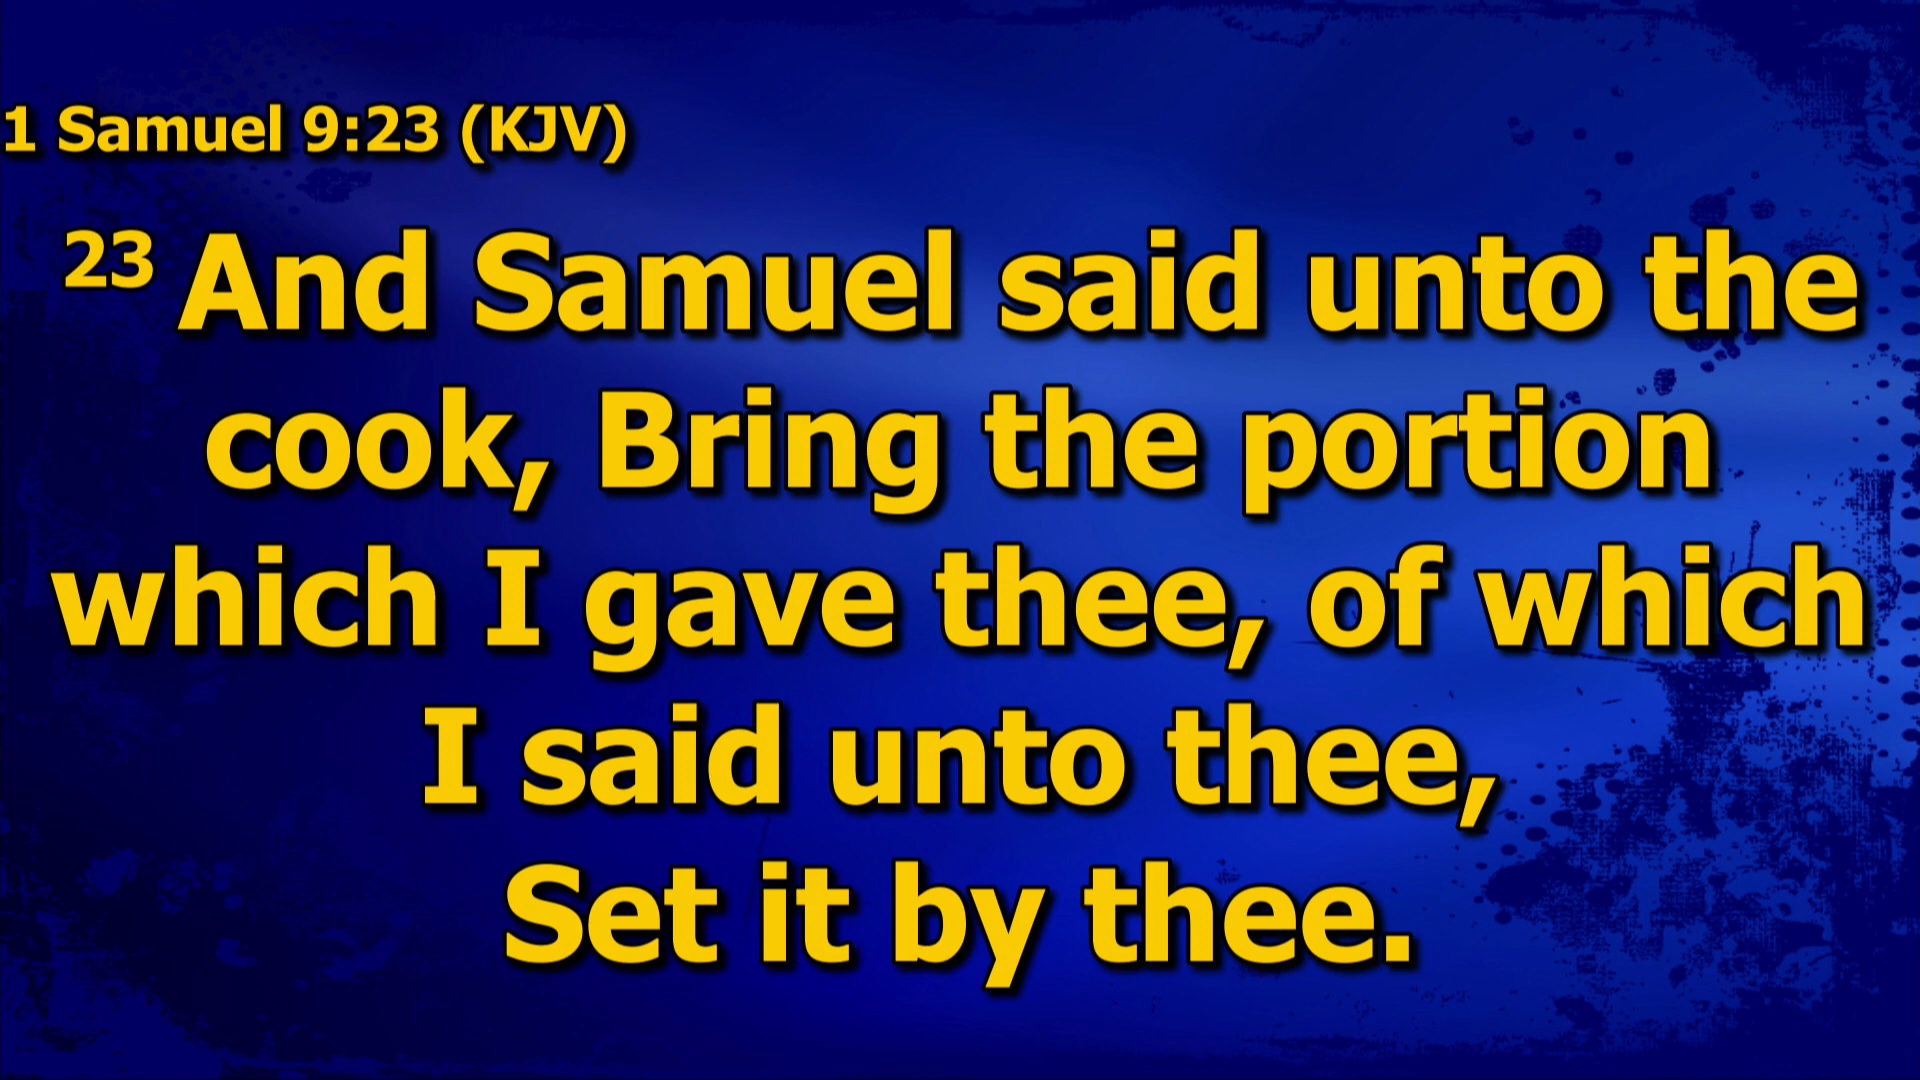 1 Samuel 9:23 (KJV)
23 And Samuel said unto the
cook, Bring the portion
which I gave thee, of which
I said unto thee,
Set it by thee.